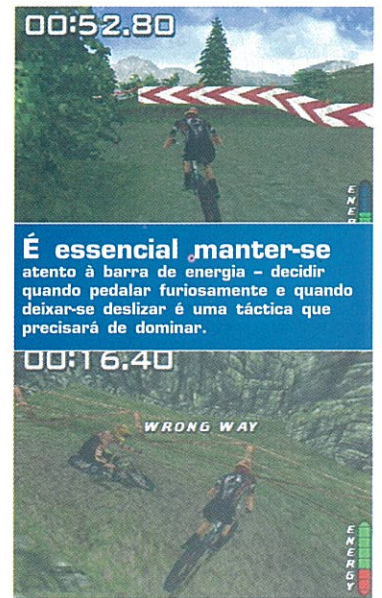 00:52.80
ENER
É essencial manter-se
atento à barra de energia – decidir
quando pedalar furiosamente e quando
deixar-se deslizar é uma táctica que
precisará de dominar.
00:16.40
WRONG WAY
ENERGY